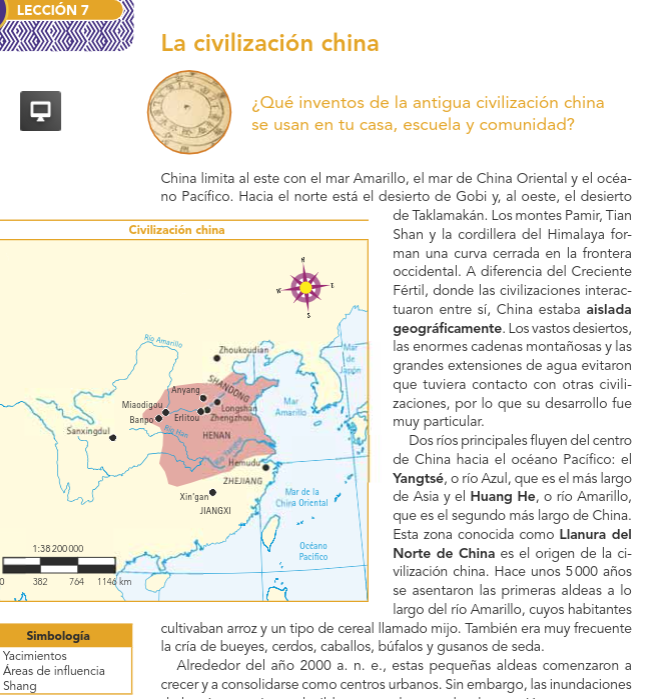 LECCIÓN 7
La civilización china
¿Qué inventos de la antigua civilización china
se usan en tu casa, escuela y comunidad?
China limita al este con el mar Amarillo, el mar de China Oriental y el océa-
no Pacífico. Hacia el norte está el desierto de Gobi y, al oeste, el desierto
de Taklamakán. Los montes Pamir, Tian
Shan y la cordillera del Himalaya for-
man una curva cerrada en la frontera
occidental. A diferencia del Creciente
Fértil, donde las civilizaciones interac-
tuaron entre sí, China estaba aislada
geográficamente. Los vastos desiertos,
las enormes cadenas montañosas y las
grandes extensiones de agua evitaron
que tuviera contacto con otras civili-
zaciones, por lo que su desarrollo fue
muy particular.
Dos ríos principales fluyen del centro
de China hacia el océano Pacífico: el
Yangtsé, o río Azul, que es el más largo
de Asia y el Huang He, o río Amarillo,
que es el segundo más largo de China.
Esta zona conocida como Llanura del
Norte de China es el origen de la ci-
vilización china. Hace unos 5000 años
se asentaron las primeras aldeas a lo
largo del río Amarillo, cuyos habitantes
cultivaban arroz y un tipo de cereal llamado mijo. También era muy frecuente
la cría de bueyes, cerdos, caballos, búfalos y gusanos de seda.
Alrededor del año 2000 a. n. e., estas pequeñas aldeas comenzaron a
crecer y a consolidarse como centros urbanos. Sin embargo, las inundaciones
Civilización china
N
W
E
S
Río Amarillo
Zhoukoudian
Mar
de
Japón
Anyang
SHANDONG
Miaodigou
Longshan
Mar
Amarillo
Banpo
Erlitou
Zhengzhou
Sanxingdui
HENAN
Hemudu
ZHEJIANG
Xin'gan
JIANGXI
Mar de la
China Oriental
Océano
Pacífico
1:38 200 000
0 382 764 1146 km
Simbología
Yacimientos
Áreas de influencia
Shang